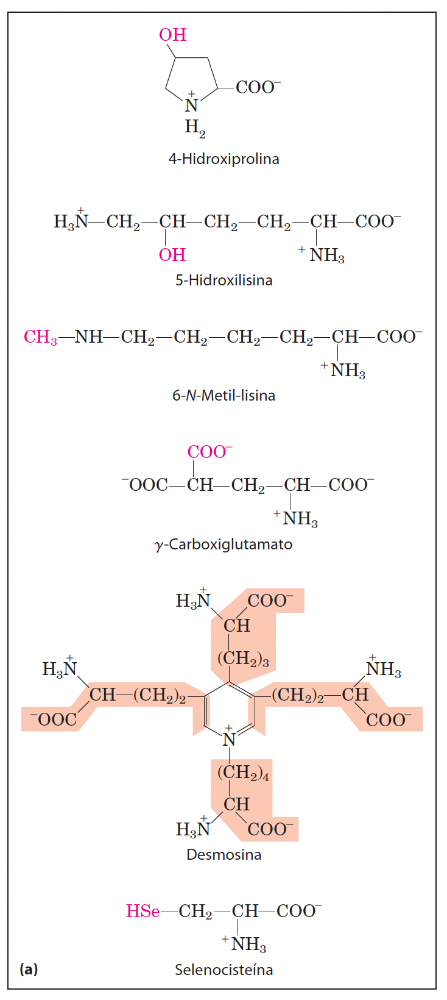 OH
COO⁻
+
N
H₂
4-Hidroxiprolina
H₃N⁺—CH₂—CH—CH₂—CH₂—CH—COO⁻
OH ⁺NH₃
5-Hidroxilisina
CH₃—NH—CH₂—CH₂—CH₂—CH₂—CH—COO⁻
⁺NH₃
6-N-Metil-lisina
COO⁻
⁻OOC—CH—CH₂—CH—COO⁻
⁺NH₃
γ-Carboxiglutamato
H₃N⁺ COO⁻
CH
(CH₂)₃
H₃N⁺ ⁺NH₃
CH—(CH₂)₂ (CH₂)₂—CH
⁻OOC COO⁻
+
N
(CH₂)₄
CH
H₃N⁺ COO⁻
Desmosina
HSe—CH₂—CH—COO⁻
⁺NH₃
(a) Selenocisteína